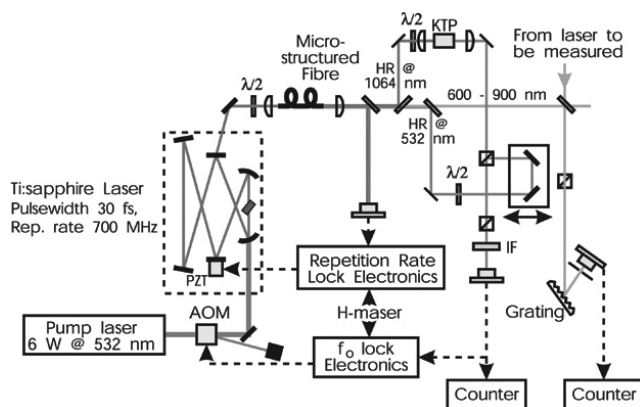 λ/2
KTP
From laser to
be measured
Micro-
structured
Fibre
λ/2
HR @
1064 nm
600 - 900 nm
HR @
532 nm
λ/2
Ti:sapphire Laser
Pulsewidth 30 fs,
Rep. rate 700 MHz
PZT
Repetition Rate
Lock Electronics
IF
Grating
AOM
H-maser
Pump laser
6 W @ 532 nm
fo lock
Electronics
Counter
Counter